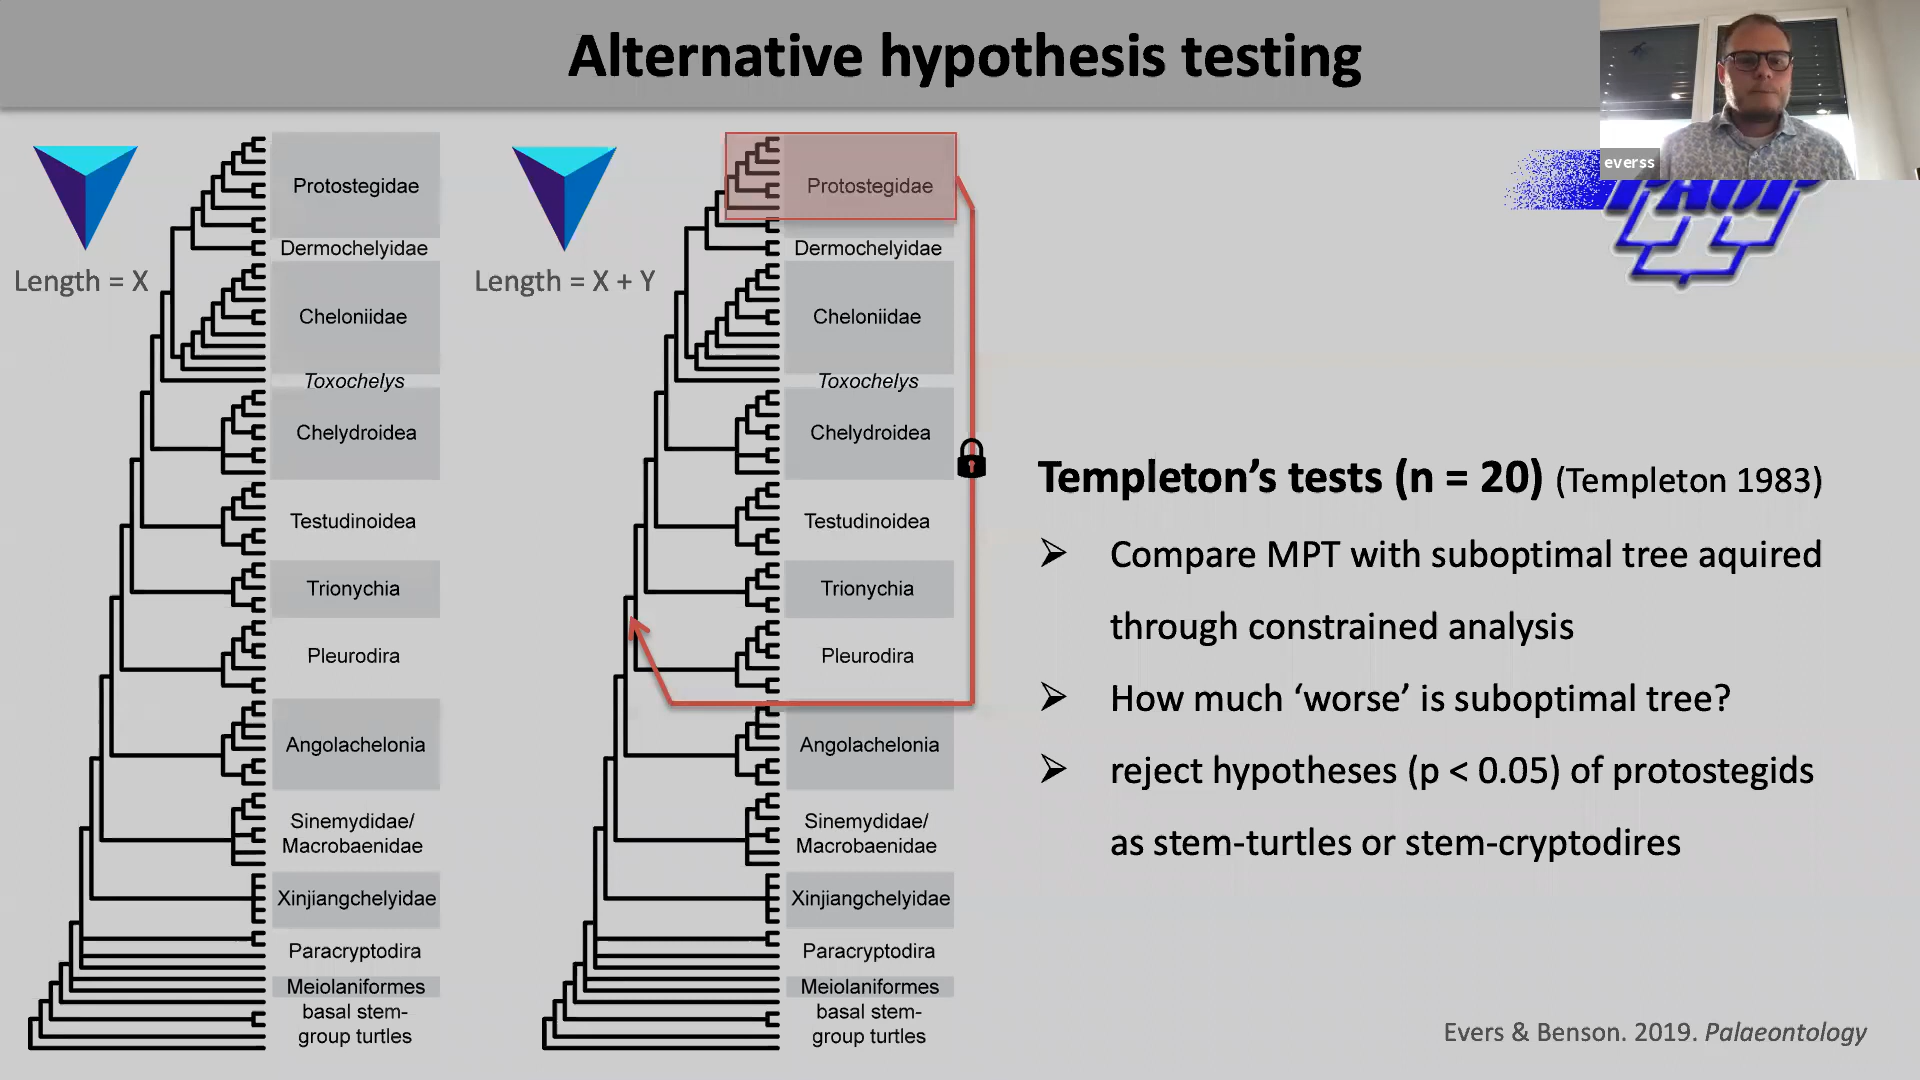 Alternative hypothesis testing
everss
Length = X
Protostegidae
Dermochelyidae
Cheloniidae
Toxochelys
Chelydroidea
Testudinoidea
Trionychia
Pleurodira
Angolachelonia
Sinemydidae/
Macrobaenidae
Xinjiangchelyidae
Paracryptodira
Meiolaniformes
basal stem-
group turtles
Length = X + Y
Protostegidae
Dermochelyidae
Cheloniidae
Toxochelys
Chelydroidea
Testudinoidea
Trionychia
Pleurodira
Angolachelonia
Sinemydidae/
Macrobaenidae
Xinjiangchelyidae
Paracryptodira
Meiolaniformes
basal stem-
group turtles
Templeton’s tests (n = 20) (Templeton 1983)
Compare MPT with suboptimal tree aquired
through constrained analysis
How much ‘worse’ is suboptimal tree?
reject hypotheses (p < 0.05) of protostegids
as stem-turtles or stem-cryptodires
Evers & Benson. 2019. Palaeontology